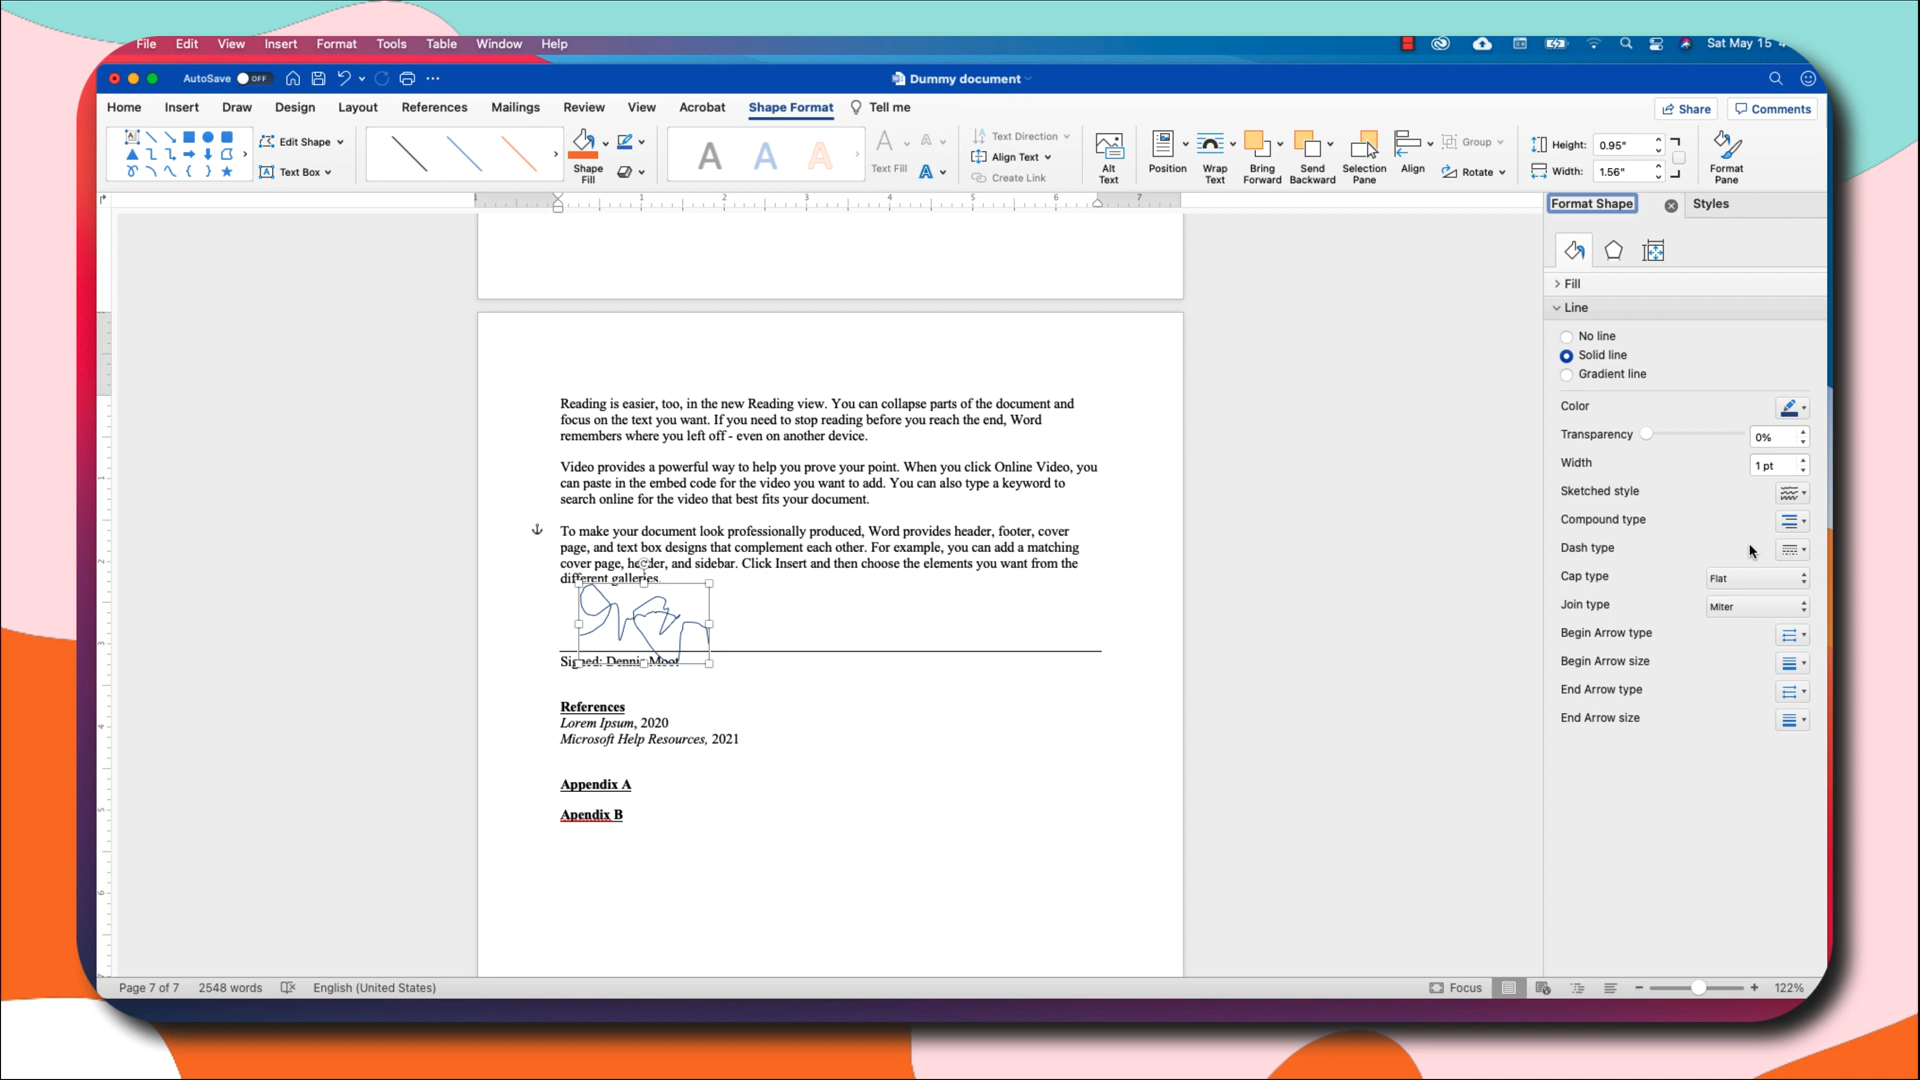 File Edit View Insert Format Tools Table Window Help
Sat May 15
AutoSave OFF
Dummy document
Home Insert Draw Design Layout References Mailings Review View Acrobat Shape Format Tell me
Share Comments
Edit Shape
Text Box
Shape
Fill
Text Fill
Text Direction
Align Text
Create Link
Alt
Text
Position
Wrap
Text
Bring
Forward
Send
Backward
Selection
Pane
Align
Group
Rotate
Height: 0.95"
Width: 1.56"
Format
Pane
1 1 2 3 4 5 6 7
Format Shape
Styles
Fill
Line
No line
Solid line
Gradient line
Color
Transparency 0%
Width 1 pt
Sketched style
Compound type
Dash type
Cap type Flat
Join type Miter
Begin Arrow type
Begin Arrow size
End Arrow type
End Arrow size
Reading is easier, too, in the new Reading view. You can collapse parts of the document and
focus on the text you want. If you need to stop reading before you reach the end, Word
remembers where you left off - even on another device.
Video provides a powerful way to help you prove your point. When you click Online Video, you
can paste in the embed code for the video you want to add. You can also type a keyword to
search online for the video that best fits your document.
To make your document look professionally produced, Word provides header, footer, cover
page, and text box designs that complement each other. For example, you can add a matching
cover page, header, and sidebar. Click Insert and then choose the elements you want from the
different galleries.
Signed: Dennis Moot
References
Lorem Ipsum, 2020
Microsoft Help Resources, 2021
Appendix A
Apendix B
Page 7 of 7 2548 words English (United States)
Focus 122%